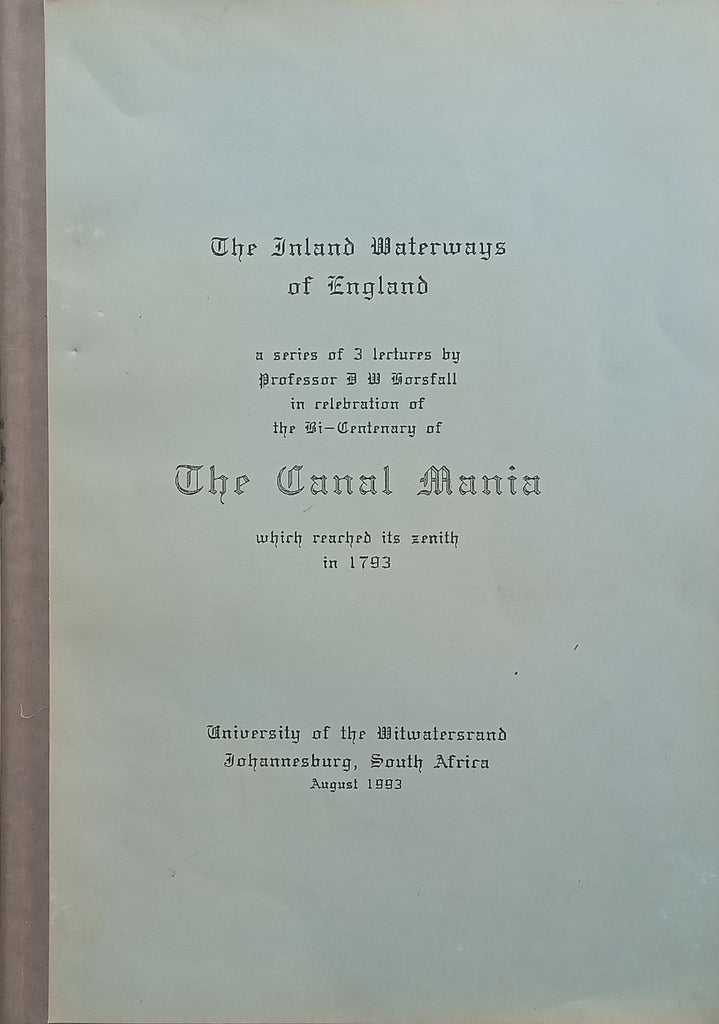 The Inland Waterways
of England
a series of 3 lectures by
Professor D W Horsfall
in celebration of
the Bi-Centenary of
The Canal Mania
which reached its zenith
in 1793
University of the Witwatersrand
Johannesburg, South Africa
August 1993